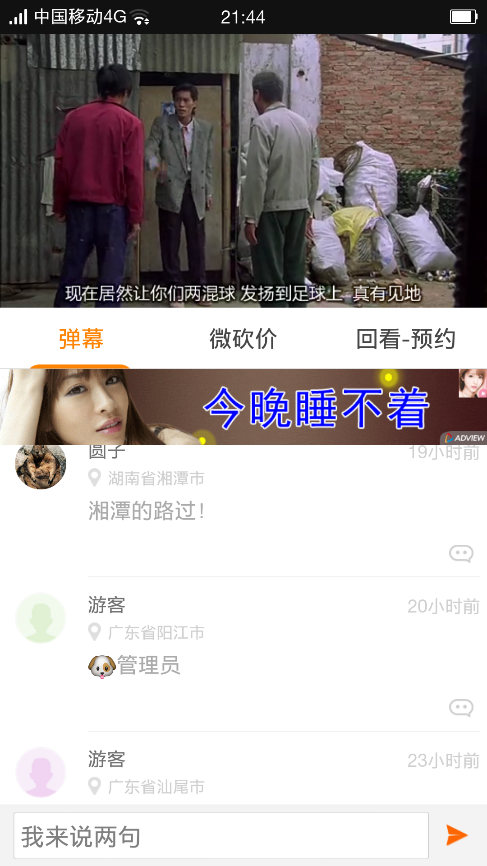 中国移动4G 21:44
现在居然让你们两混球 发扬到足球上 真有见地
弹幕 微砍价 回看-预约
今晚睡不着
ADVIEW
圆子 19小时前
湖南省湘潭市
湘潭的路过！
游客 20小时前
广东省阳江市
🐶管理员
游客 23小时前
广东省汕尾市
我来说两句